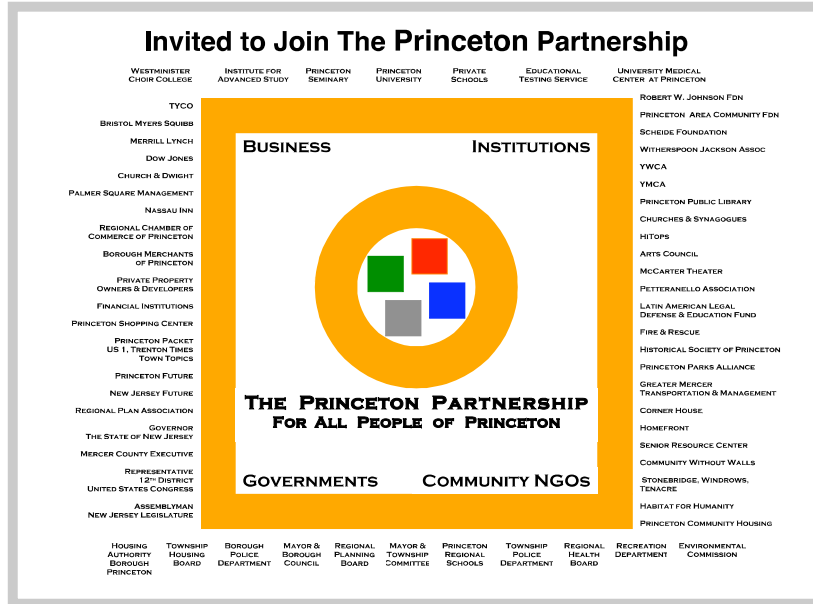 Invited to Join The Princeton Partnership
WESTMINISTER
CHOIR COLLEGE
INSTITUTE FOR
ADVANCED STUDY
PRINCETON
SEMINARY
PRINCETON
UNIVERSITY
PRIVATE
SCHOOLS
EDUCATIONAL
TESTING SERVICE
UNIVERSITY MEDICAL
CENTER AT PRINCETON
TYCO
BRISTOL MYERS SQUIBB
MERRILL LYNCH
DOW JONES
CHURCH & DWIGHT
PALMER SQUARE MANAGEMENT
NASSAU INN
REGIONAL CHAMBER OF
COMMERCE OF PRINCETON
BOROUGH MERCHANTS
OF PRINCETON
PRIVATE PROPERTY
OWNERS & DEVELOPERS
FINANCIAL INSTITUTIONS
PRINCETON SHOPPING CENTER
PRINCETON PACKET
US 1, TRENTON TIMES
TOWN TOPICS
PRINCETON FUTURE
NEW JERSEY FUTURE
REGIONAL PLAN ASSOCIATION
GOVERNOR
THE STATE OF NEW JERSEY
MERCER COUNTY EXECUTIVE
REPRESENTATIVE
12TH DISTRICT
UNITED STATES CONGRESS
ASSEMBLYMAN
NEW JERSEY LEGISLATURE
BUSINESS
INSTITUTIONS
THE PRINCETON PARTNERSHIP
FOR ALL PEOPLE OF PRINCETON
GOVERNMENTS
COMMUNITY NGOS
ROBERT W. JOHNSON FDN
PRINCETON AREA COMMUNITY FDN
SCHEIDE FOUNDATION
WITHERSPOON JACKSON ASSOC
YWCA
YMCA
PRINCETON PUBLIC LIBRARY
CHURCHES & SYNAGOGUES
HITOPS
ARTS COUNCIL
MCCARTER THEATER
PETTERANELLO ASSOCIATION
LATIN AMERICAN LEGAL
DEFENSE & EDUCATION FUND
FIRE & RESCUE
HISTORICAL SOCIETY OF PRINCETON
PRINCETON PARKS ALLIANCE
GREATER MERCER
TRANSPORTATION & MANAGEMENT
CORNER HOUSE
HOMEFRONT
SENIOR RESOURCE CENTER
COMMUNITY WITHOUT WALLS
STONEBRIDGE, WINDROWS,
TENACRE
HABITAT FOR HUMANITY
PRINCETON COMMUNITY HOUSING
HOUSING
AUTHORITY
BOROUGH
PRINCETON
TOWNSHIP
HOUSING
BOARD
BOROUGH
POLICE
DEPARTMENT
MAYOR &
BOROUGH
COUNCIL
REGIONAL
PLANNING
BOARD
MAYOR &
TOWNSHIP
COMMITTEE
PRINCETON
REGIONAL
SCHOOLS
TOWNSHIP
POLICE
DEPARTMENT
REGIONAL
HEALTH
BOARD
RECREATION
DEPARTMENT
ENVIRONMENTAL
COMMISSION